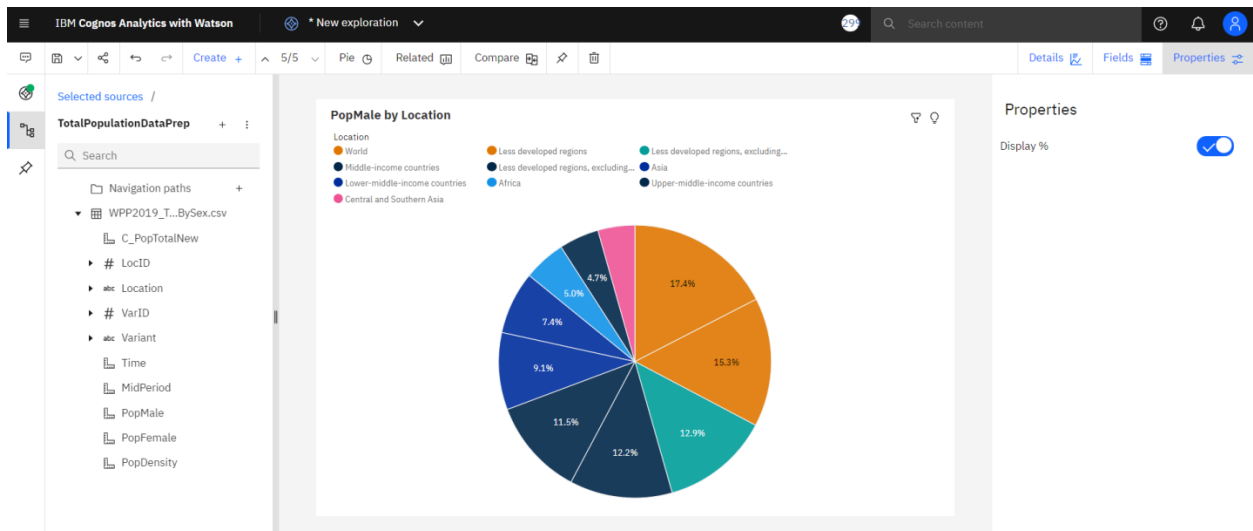 IBM Cognos Analytics with Watson
* New exploration
299
Search content
Create +
5/5
Pie
Related
Compare
Details
Fields
Properties
Selected sources /
TotalPopulationDataPrep
Search
Navigation paths
WPP2019_T...BySex.csv
C_PopTotalNew
# LocID
abc Location
# VarID
abc Variant
Time
MidPeriod
PopMale
PopFemale
PopDensity
PopMale by Location
Location
World
Less developed regions
Less developed regions, excluding...
Middle-income countries
Less developed regions, excluding...
Asia
Lower-middle-income countries
Africa
Upper-middle-income countries
Central and Southern Asia
17.4%
15.3%
12.9%
12.2%
11.5%
9.1%
7.4%
5.0%
4.7%
Properties
Display %